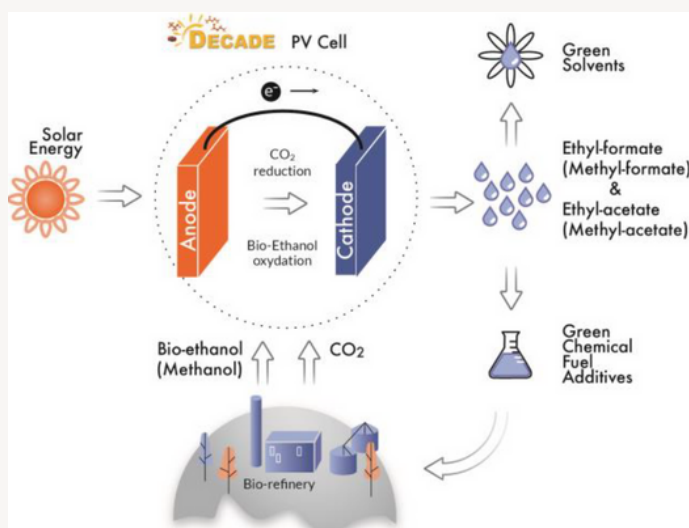 DECADE PV Cell
Green
Solvents
e⁻
Solar
Energy
CO₂
reduction
Anode
Cathode
Bio-Ethanol
oxydation
Ethyl-formate
(Methyl-formate)
&
Ethyl-acetate
(Methyl-acetate)
Bio-ethanol
(Methanol)
CO₂
Green
Chemical
Fuel
Additives
Bio-refinery